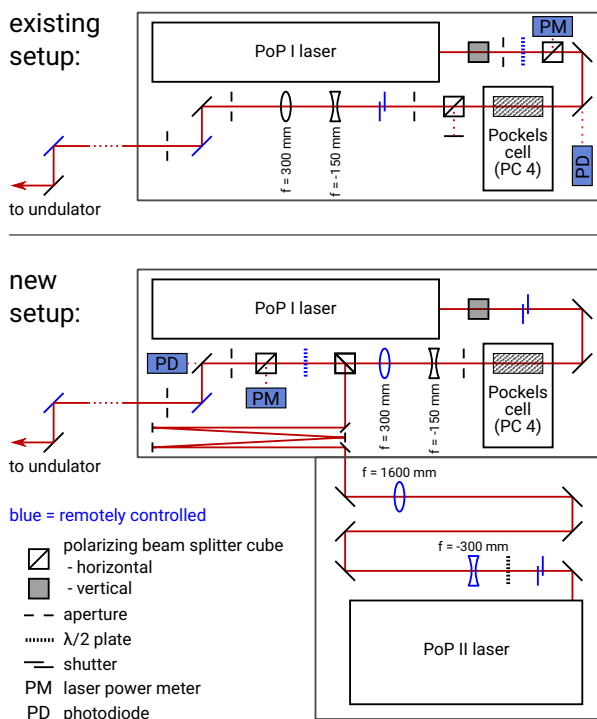 existing
setup:
PoP I laser
PM
f = 300 mm
f = -150 mm
Pockels
cell
(PC 4)
PD
to undulator
new
setup:
PoP I laser
PD
PM
f = 300 mm
f = -150 mm
Pockels
cell
(PC 4)
to undulator
f = 1600 mm
blue = remotely controlled
f = -300 mm
polarizing beam splitter cube
- horizontal
- vertical
aperture
λ/2 plate
shutter
PM laser power meter
PD photodiode
PoP II laser